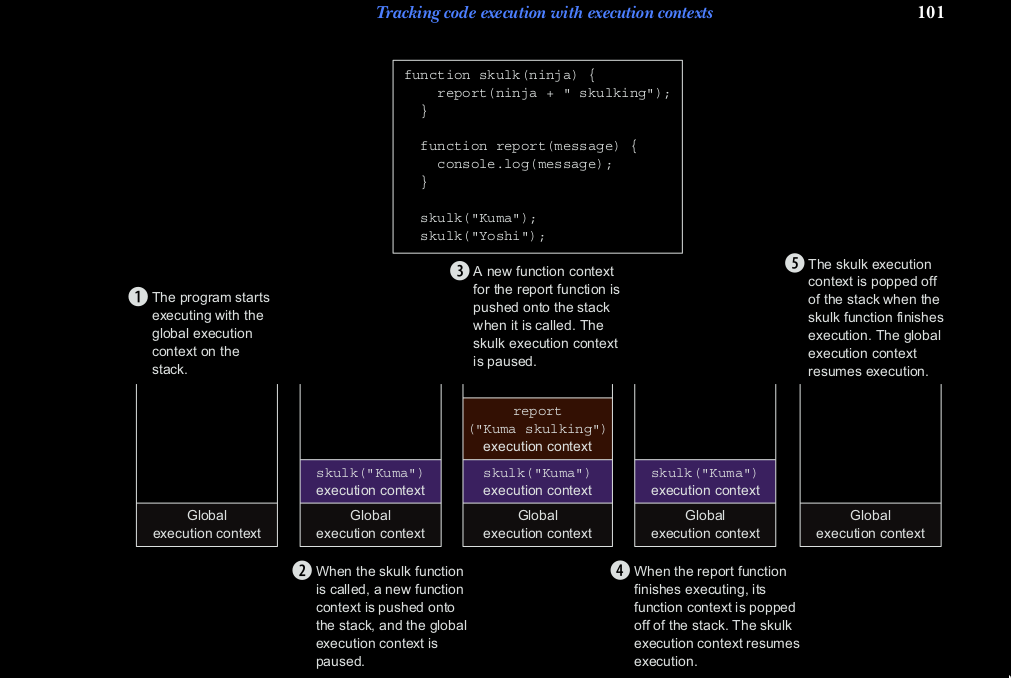 Tracking code execution with execution contexts
101
function skulk(ninja) {
report(ninja + " skulking");
}
function report(message) {
console.log(message);
}
skulk("Kuma");
skulk("Yoshi");
1 The program starts
executing with the
global execution
context on the
stack.
3 A new function context
for the report function is
pushed onto the stack
when it is called. The
skulk execution context
is paused.
5 The skulk execution
context is popped off
of the stack when the
skulk function finishes
execution. The global
execution context
resumes execution.
Global
execution context
skulk("Kuma")
execution context
Global
execution context
report
("Kuma skulking")
execution context
skulk("Kuma")
execution context
Global
execution context
skulk("Kuma")
execution context
Global
execution context
Global
execution context
2 When the skulk function
is called, a new function
context is pushed onto
the stack, and the global
execution context is
paused.
4 When the report function
finishes executing, its
function context is popped
off of the stack. The skulk
execution context resumes
execution.